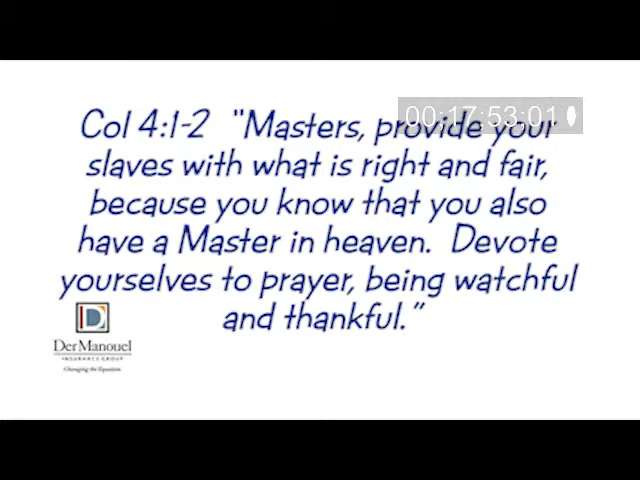 00:17:53:01
Col 4:1-2 "Masters, provide your
slaves with what is right and fair,
because you know that you also
have a Master in heaven. Devote
yourselves to prayer, being watchful
and thankful."
DerManouel
INSURANCE GROUP
Changing the Equation